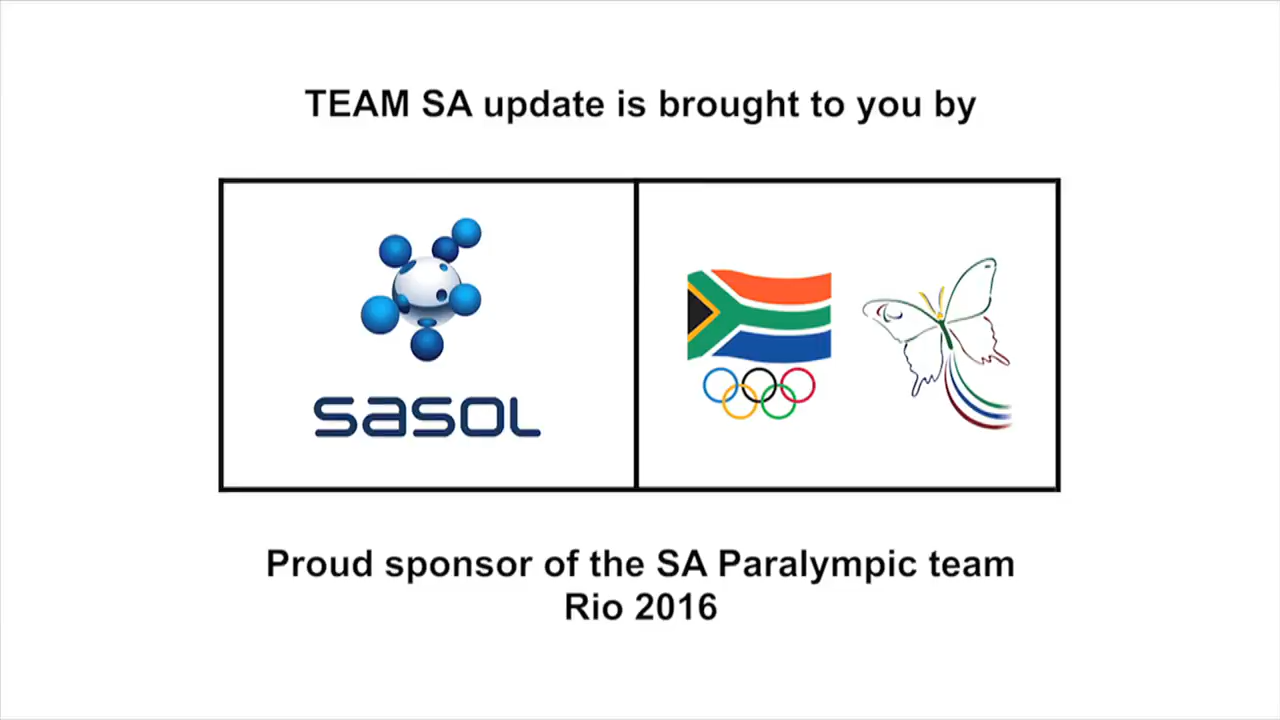 TEAM SA update is brought to you by
sasol
Proud sponsor of the SA Paralympic team
Rio 2016